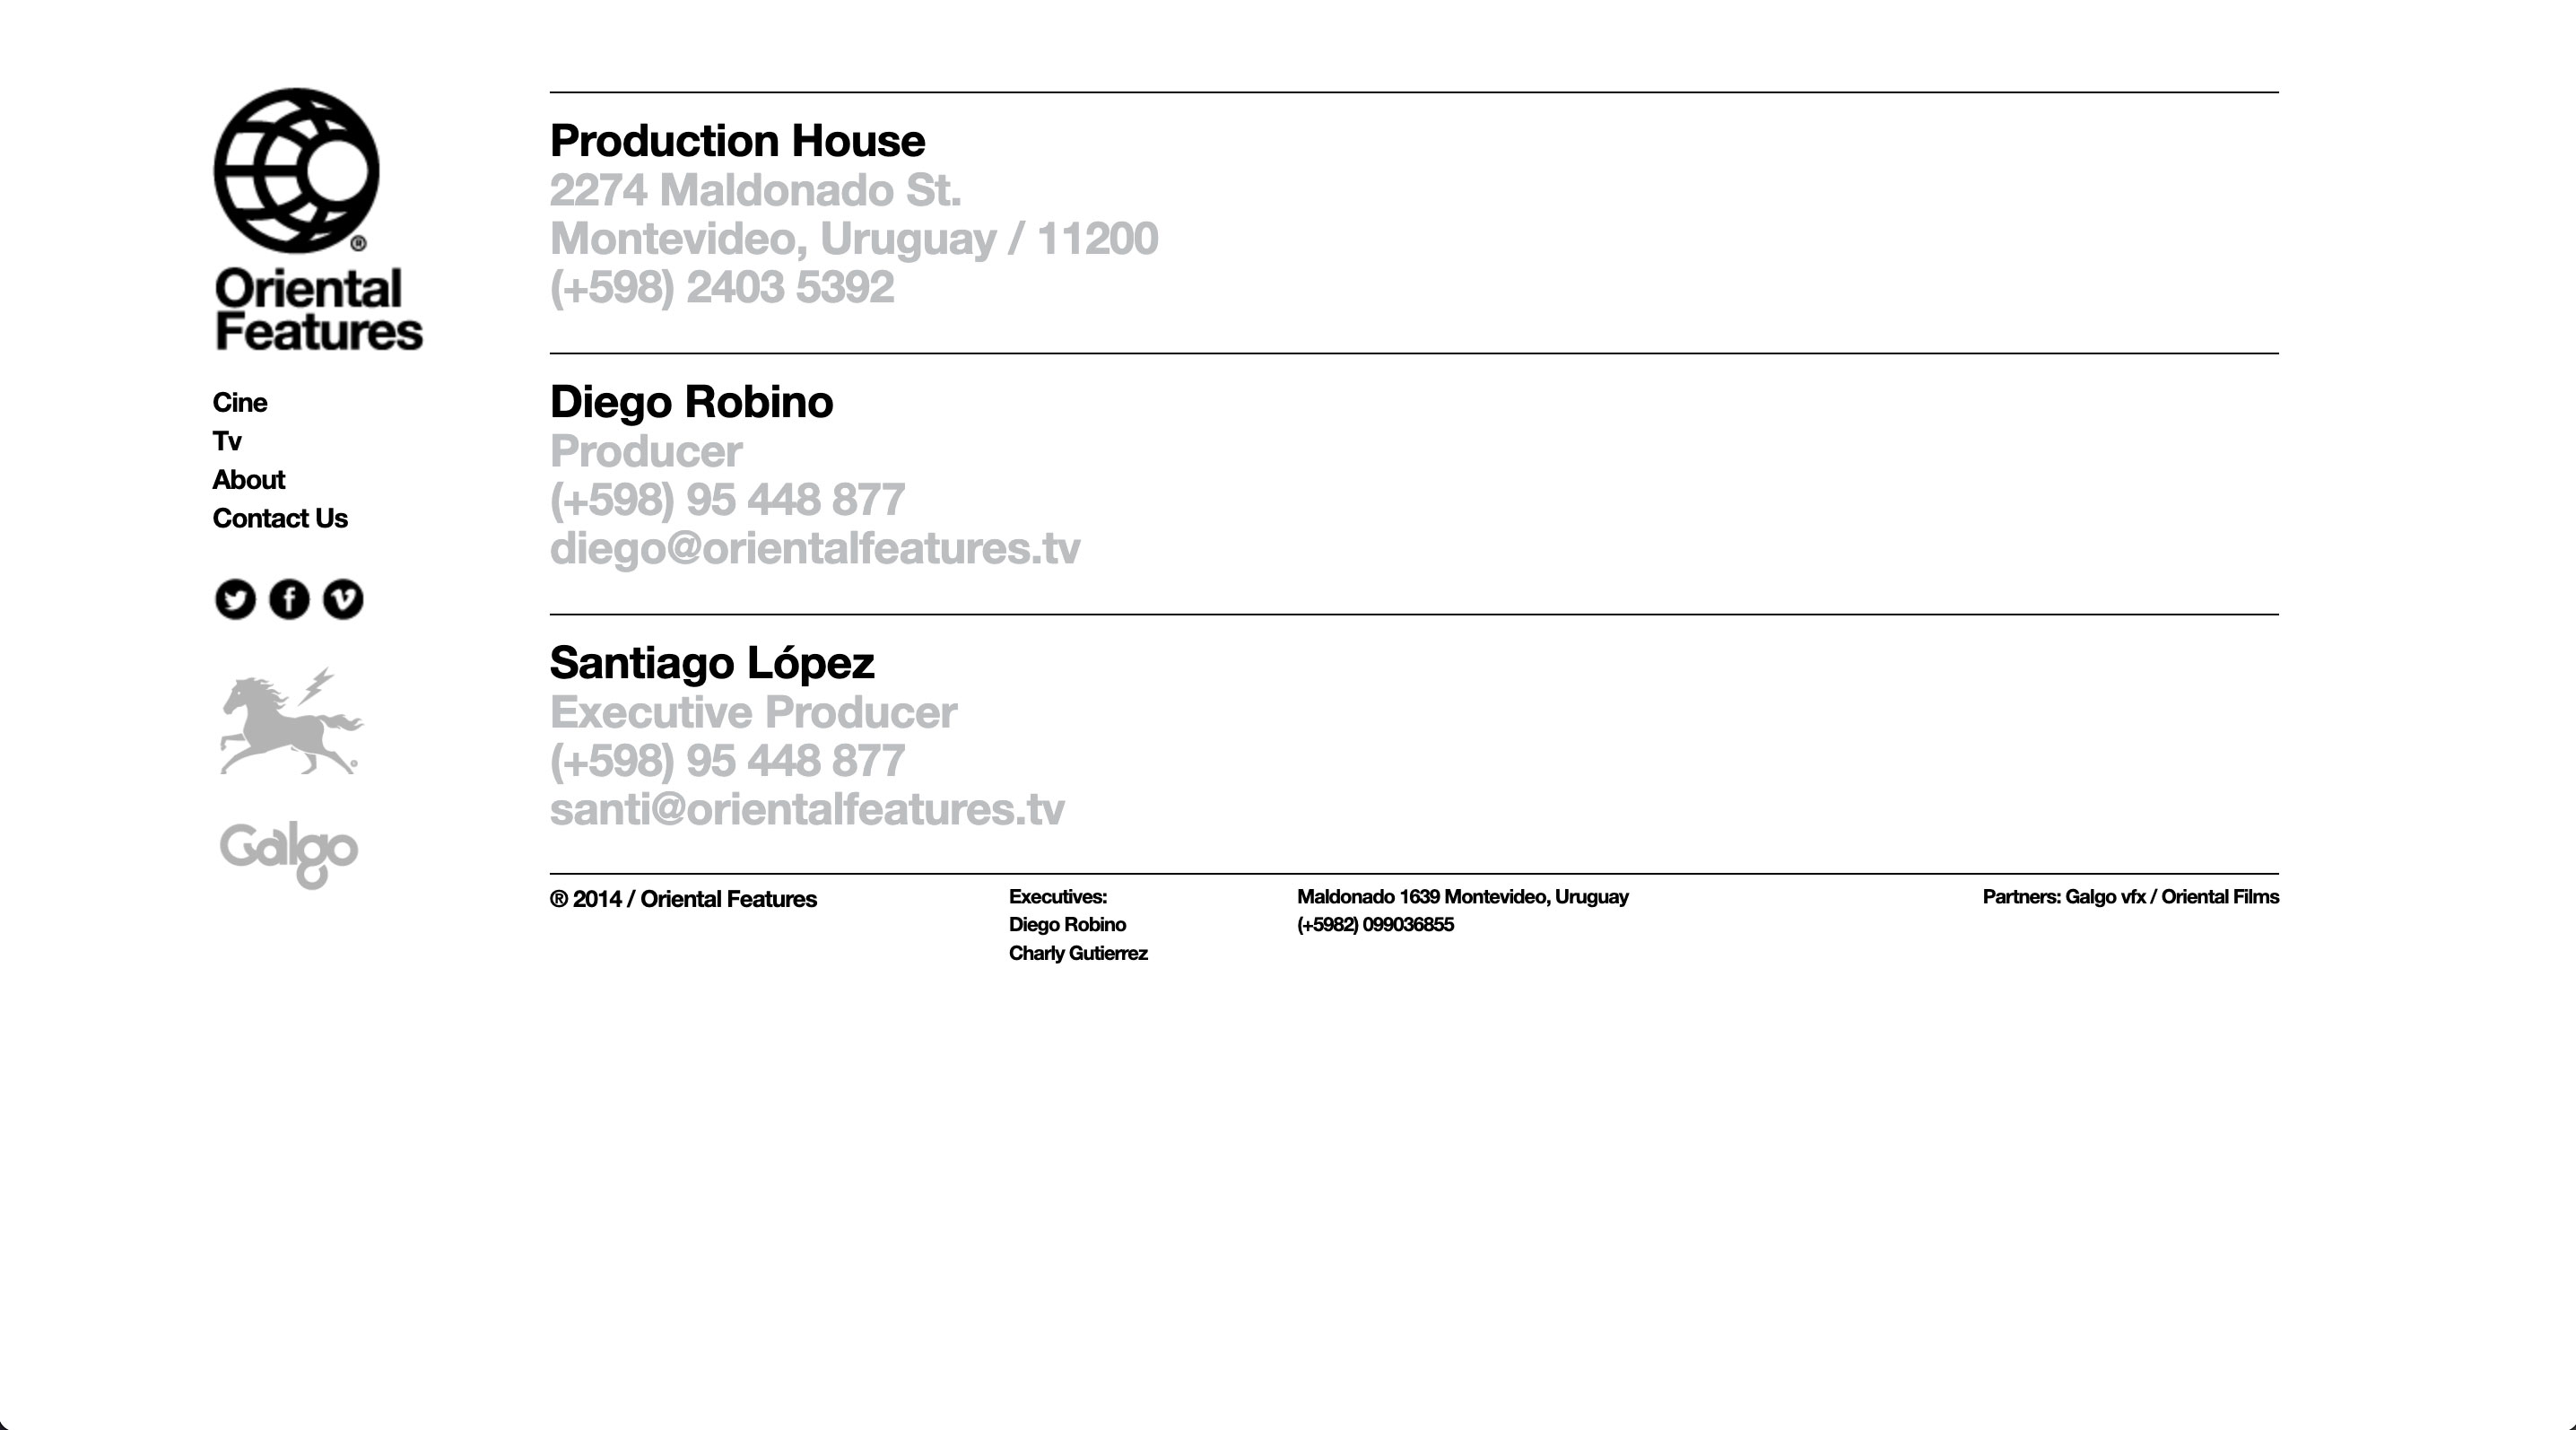 Oriental
Features
Cine
Tv
About
Contact Us
Galgo
Production House
2274 Maldonado St.
Montevideo, Uruguay / 11200
(+598) 2403 5392
Diego Robino
Producer
(+598) 95 448 877
diego@orientalfeatures.tv
Santiago López
Executive Producer
(+598) 95 448 877
santi@orientalfeatures.tv
® 2014 / Oriental Features
Executives:
Diego Robino
Charly Gutierrez
Maldonado 1639 Montevideo, Uruguay
(+5982) 099036855
Partners: Galgo vfx / Oriental Films